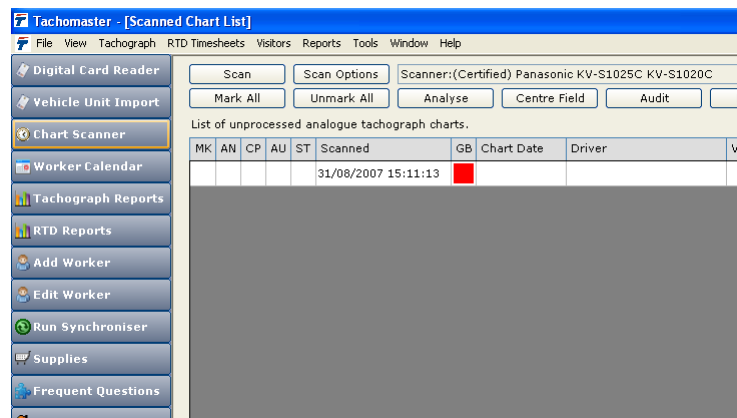 Tachomaster - [Scanned Chart List]
File View Tachograph RTD Timesheets Visitors Reports Tools Window Help
Digital Card Reader
Vehicle Unit Import
Chart Scanner
Worker Calendar
Tachograph Reports
RTD Reports
Add Worker
Edit Worker
Run Synchroniser
Supplies
Frequent Questions
Scan Scan Options Scanner:(Certified) Panasonic KV-S1025C KV-S1020C
Mark All Unmark All Analyse Centre Field Audit
List of unprocessed analogue tachograph charts.
MK AN CP AU ST Scanned GB Chart Date Driver V
31/08/2007 15:11:13